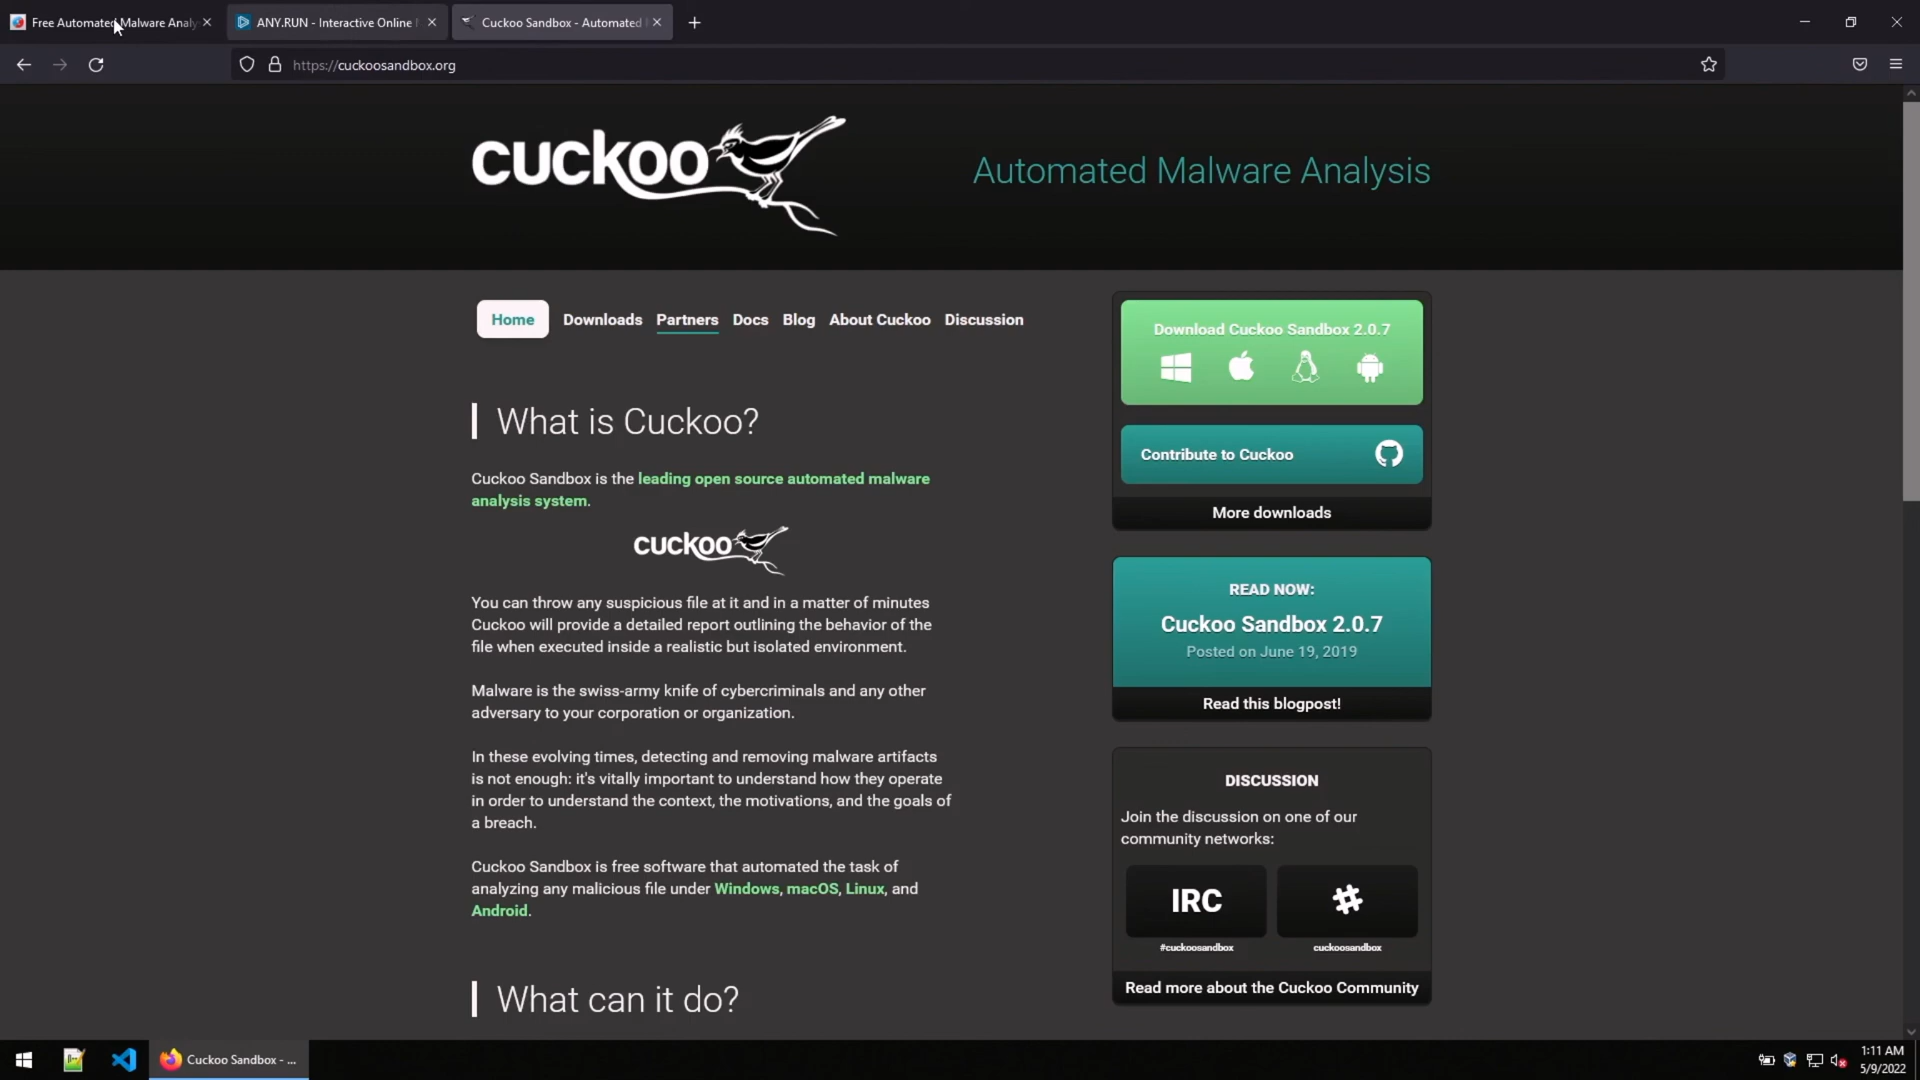 Free Automated Malware Analy
ANY.RUN - Interactive Online
Cuckoo Sandbox - Automated
https://cuckoosandbox.org
cuckoo
Automated Malware Analysis
Home
Downloads
Partners
Docs
Blog
About Cuckoo
Discussion
What is Cuckoo?
Cuckoo Sandbox is the leading open source automated malware
analysis system.
cuckoo
You can throw any suspicious file at it and in a matter of minutes
Cuckoo will provide a detailed report outlining the behavior of the
file when executed inside a realistic but isolated environment.
Malware is the swiss-army knife of cybercriminals and any other
adversary to your corporation or organization.
In these evolving times, detecting and removing malware artifacts
is not enough: it's vitally important to understand how they operate
in order to understand the context, the motivations, and the goals of
a breach.
Cuckoo Sandbox is free software that automated the task of
analyzing any malicious file under Windows, macOS, Linux, and
Android.
What can it do?
Download Cuckoo Sandbox 2.0.7
Contribute to Cuckoo
More downloads
READ NOW:
Cuckoo Sandbox 2.0.7
Posted on June 19, 2019
Read this blogpost!
DISCUSSION
Join the discussion on one of our
community networks:
IRC
#
#cuckoosandbox
cuckoosandbox
Read more about the Cuckoo Community
Cuckoo Sandbox - ...
1:11 AM
5/9/2022